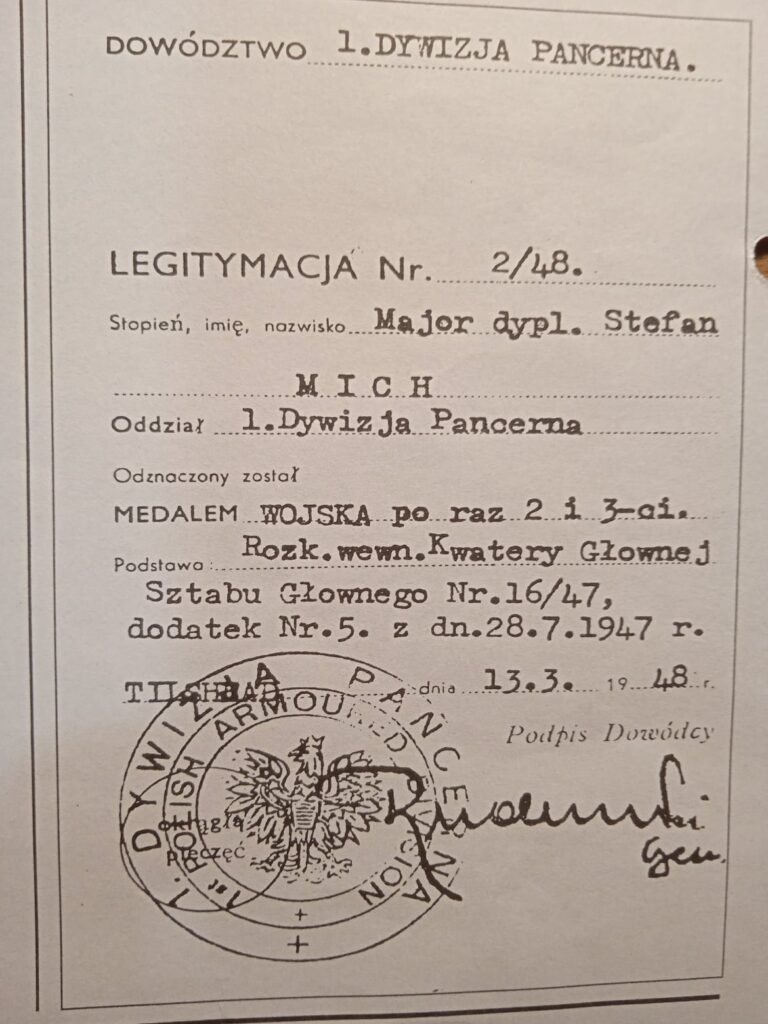 DOWÓDZTWO 1.DYWIZJA PANCERNA.
LEGITYMACJA Nr. 2/48.
Stopień, imię, nazwisko Major dypl. Stefan
M I C H
Oddział 1.Dywizja Pancerna
Odznaczony został
MEDALEM WOJSKA po raz 2 i 3-ci.
Podstawa: Rozk.wewn.Kwatery Głownej
Sztabu Głownego Nr.16/47,
dodatek Nr.5. z dn.28.7.1947 r.
dnia 13.3. 1948 r.
Podpis Dowódcy
gen.
okrągła
pieczęć
1. DYWIZJA PANCERNA
1st POLISH ARMOURED DIVISION